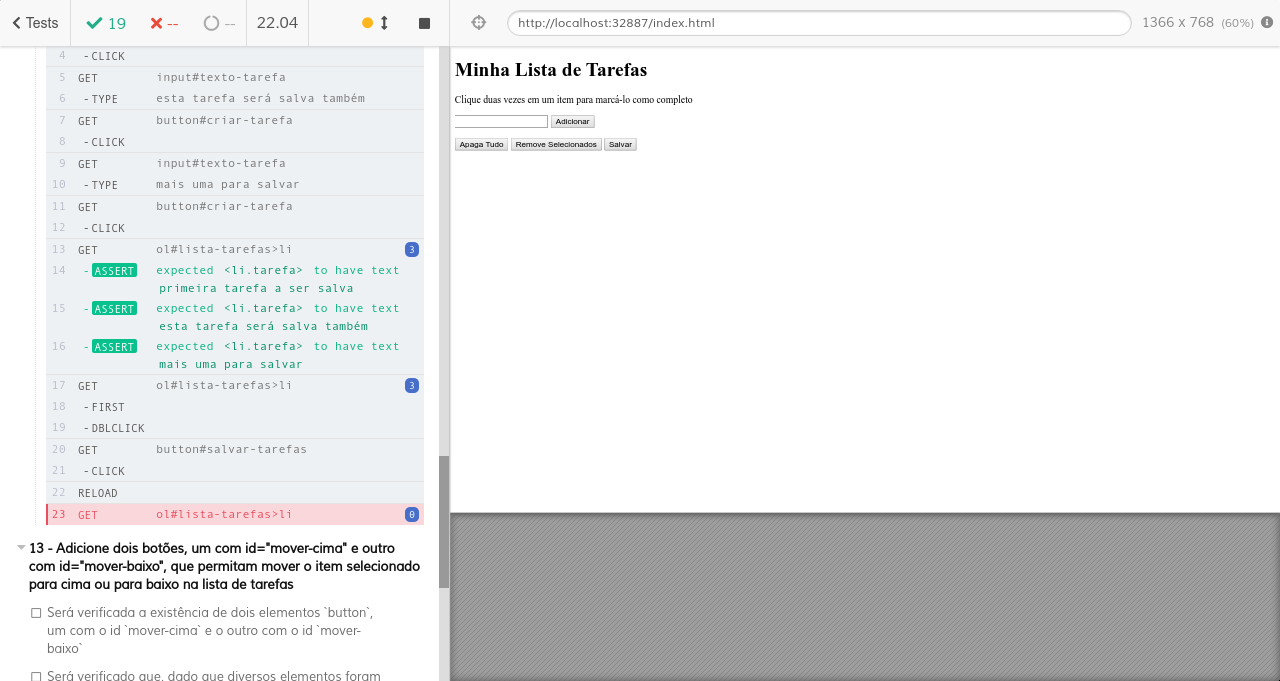 Tests 19 -- -- 22.04 http://localhost:32887/index.html 1366 x 768 (60%)
4 - CLICK
5 GET input#texto-tarefa
6 - TYPE esta tarefa será salva também
7 GET button#criar-tarefa
8 - CLICK
9 GET input#texto-tarefa
10 - TYPE mais uma para salvar
11 GET button#criar-tarefa
12 - CLICK
13 GET ol#lista-tarefas>li 3
14 - ASSERT expected <li.tarefa> to have text
primeira tarefa a ser salva
15 - ASSERT expected <li.tarefa> to have text
esta tarefa será salva também
16 - ASSERT expected <li.tarefa> to have text
mais uma para salvar
17 GET ol#lista-tarefas>li 3
18 - FIRST
19 - DBLCLICK
20 GET button#salvar-tarefas
21 - CLICK
22 RELOAD
23 GET ol#lista-tarefas>li 0
13 - Adicione dois botões, um com id="mover-cima" e outro
com id="mover-baixo", que permitam mover o item selecionado
para cima ou para baixo na lista de tarefas
Será verificada a existência de dois elementos `button`,
um com o id `mover-cima` e o outro com o id `mover-
baixo`
Será verificado que, dado que diversos elementos foram
Minha Lista de Tarefas
Clique duas vezes em um item para marcá-lo como completo
Adicionar
Apaga Tudo Remove Selecionados Salvar